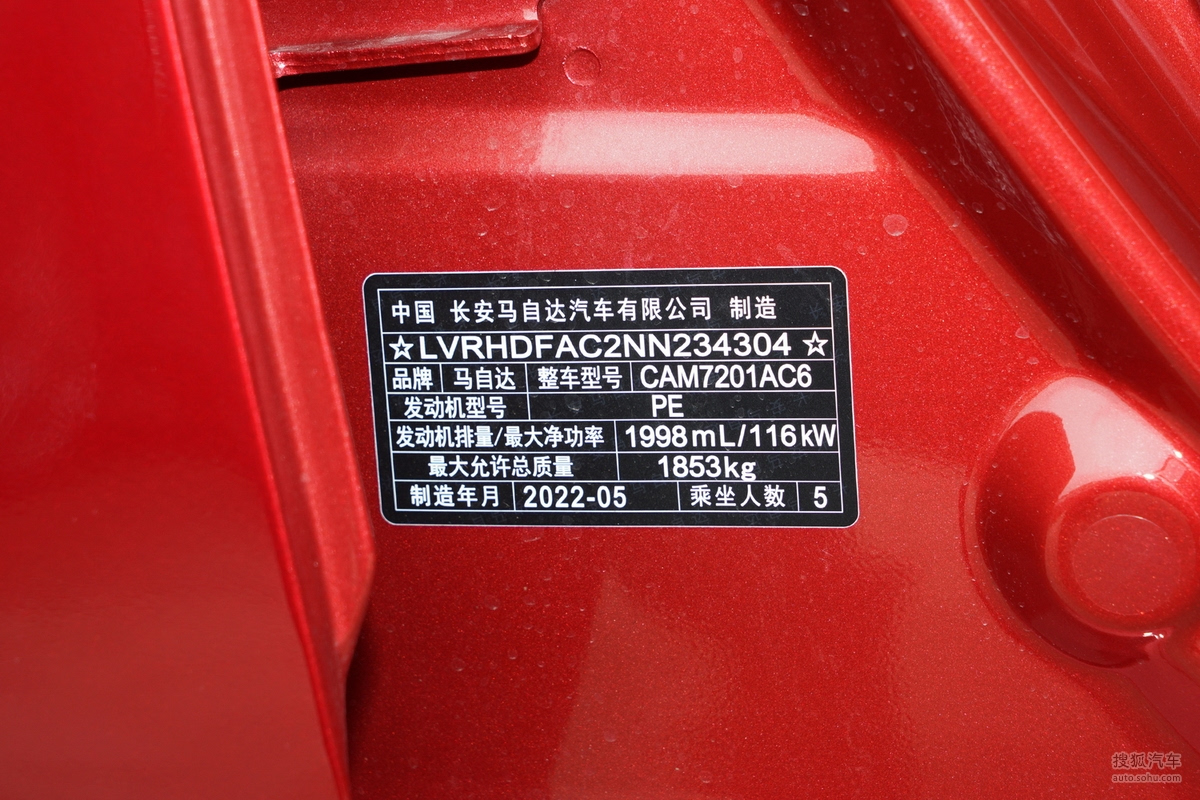 中国 长安马自达汽车有限公司 制造
☆LVRHDFAC2NN234304☆
品牌 马自达 整车型号 CAM7201AC6
发动机型号 PE
发动机排量/最大净功率 1998mL/116kW
最大允许总质量 1853kg
制造年月 2022-05 乘坐人数 5
搜狐汽车
auto.sohu.com